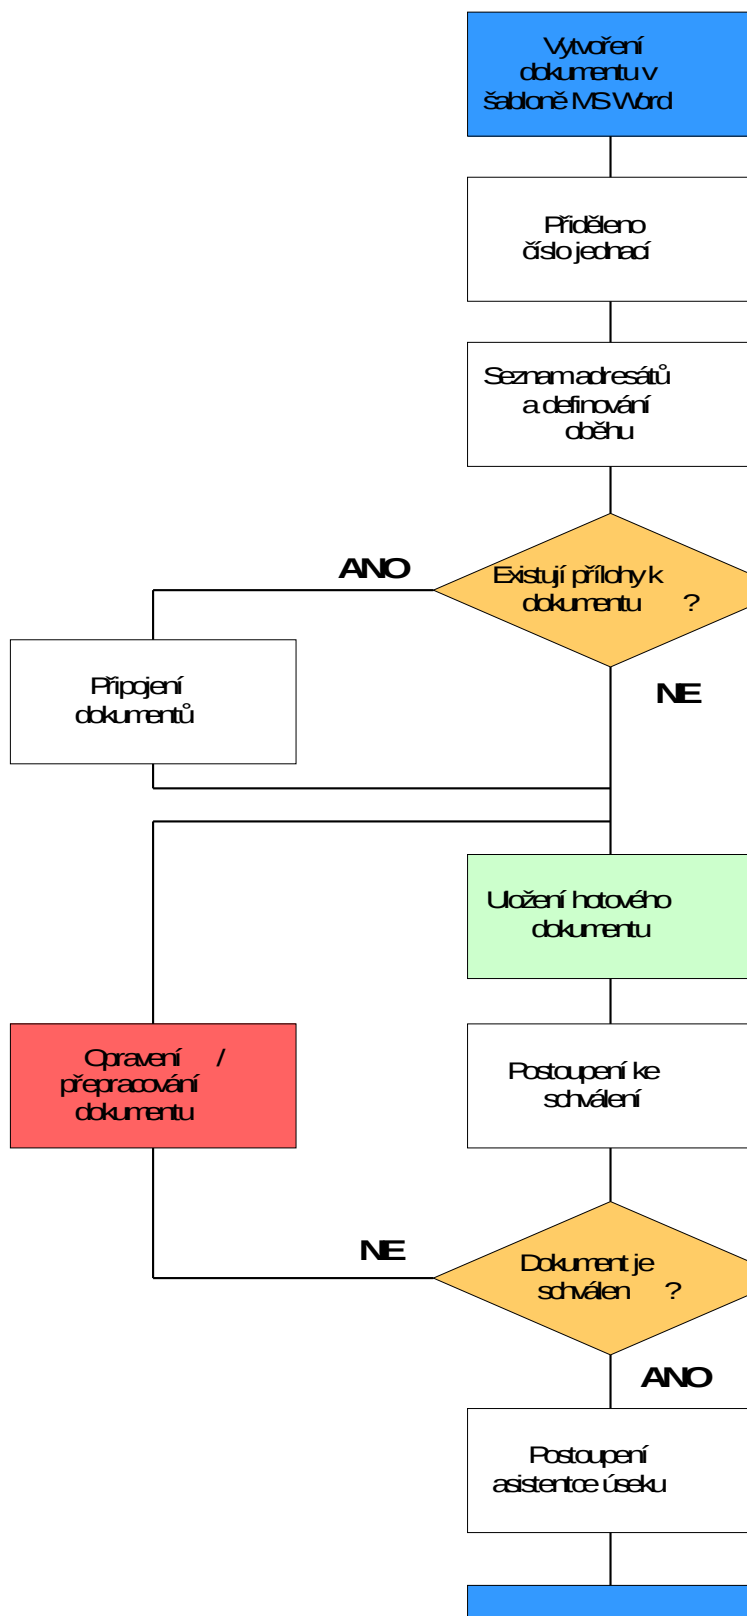 Vytvoření
dokumentu v
šabloně MS Word
Přiděleno
číslo jednací
Seznam adresátů
a definování
oběhu
ANO
Existují přílohy k
dokumentu ?
Připojení
dokumentů
NE
Uložení hotového
dokumentu
Opravení /
přepracování
dokumentu
Postoupení ke
schválení
NE
Dokument je
schválen ?
ANO
Postoupení
asistentce úseku